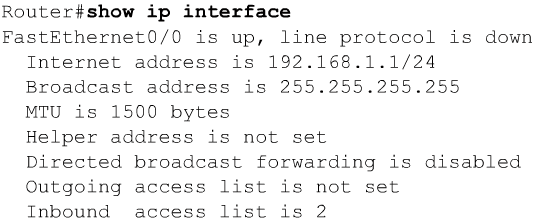 Router#show ip interface
FastEthernet0/0 is up, line protocol is down
Internet address is 192.168.1.1/24
Broadcast address is 255.255.255.255
MTU is 1500 bytes
Helper address is not set
Directed broadcast forwarding is disabled
Outgoing access list is not set
Inbound  access list is 2